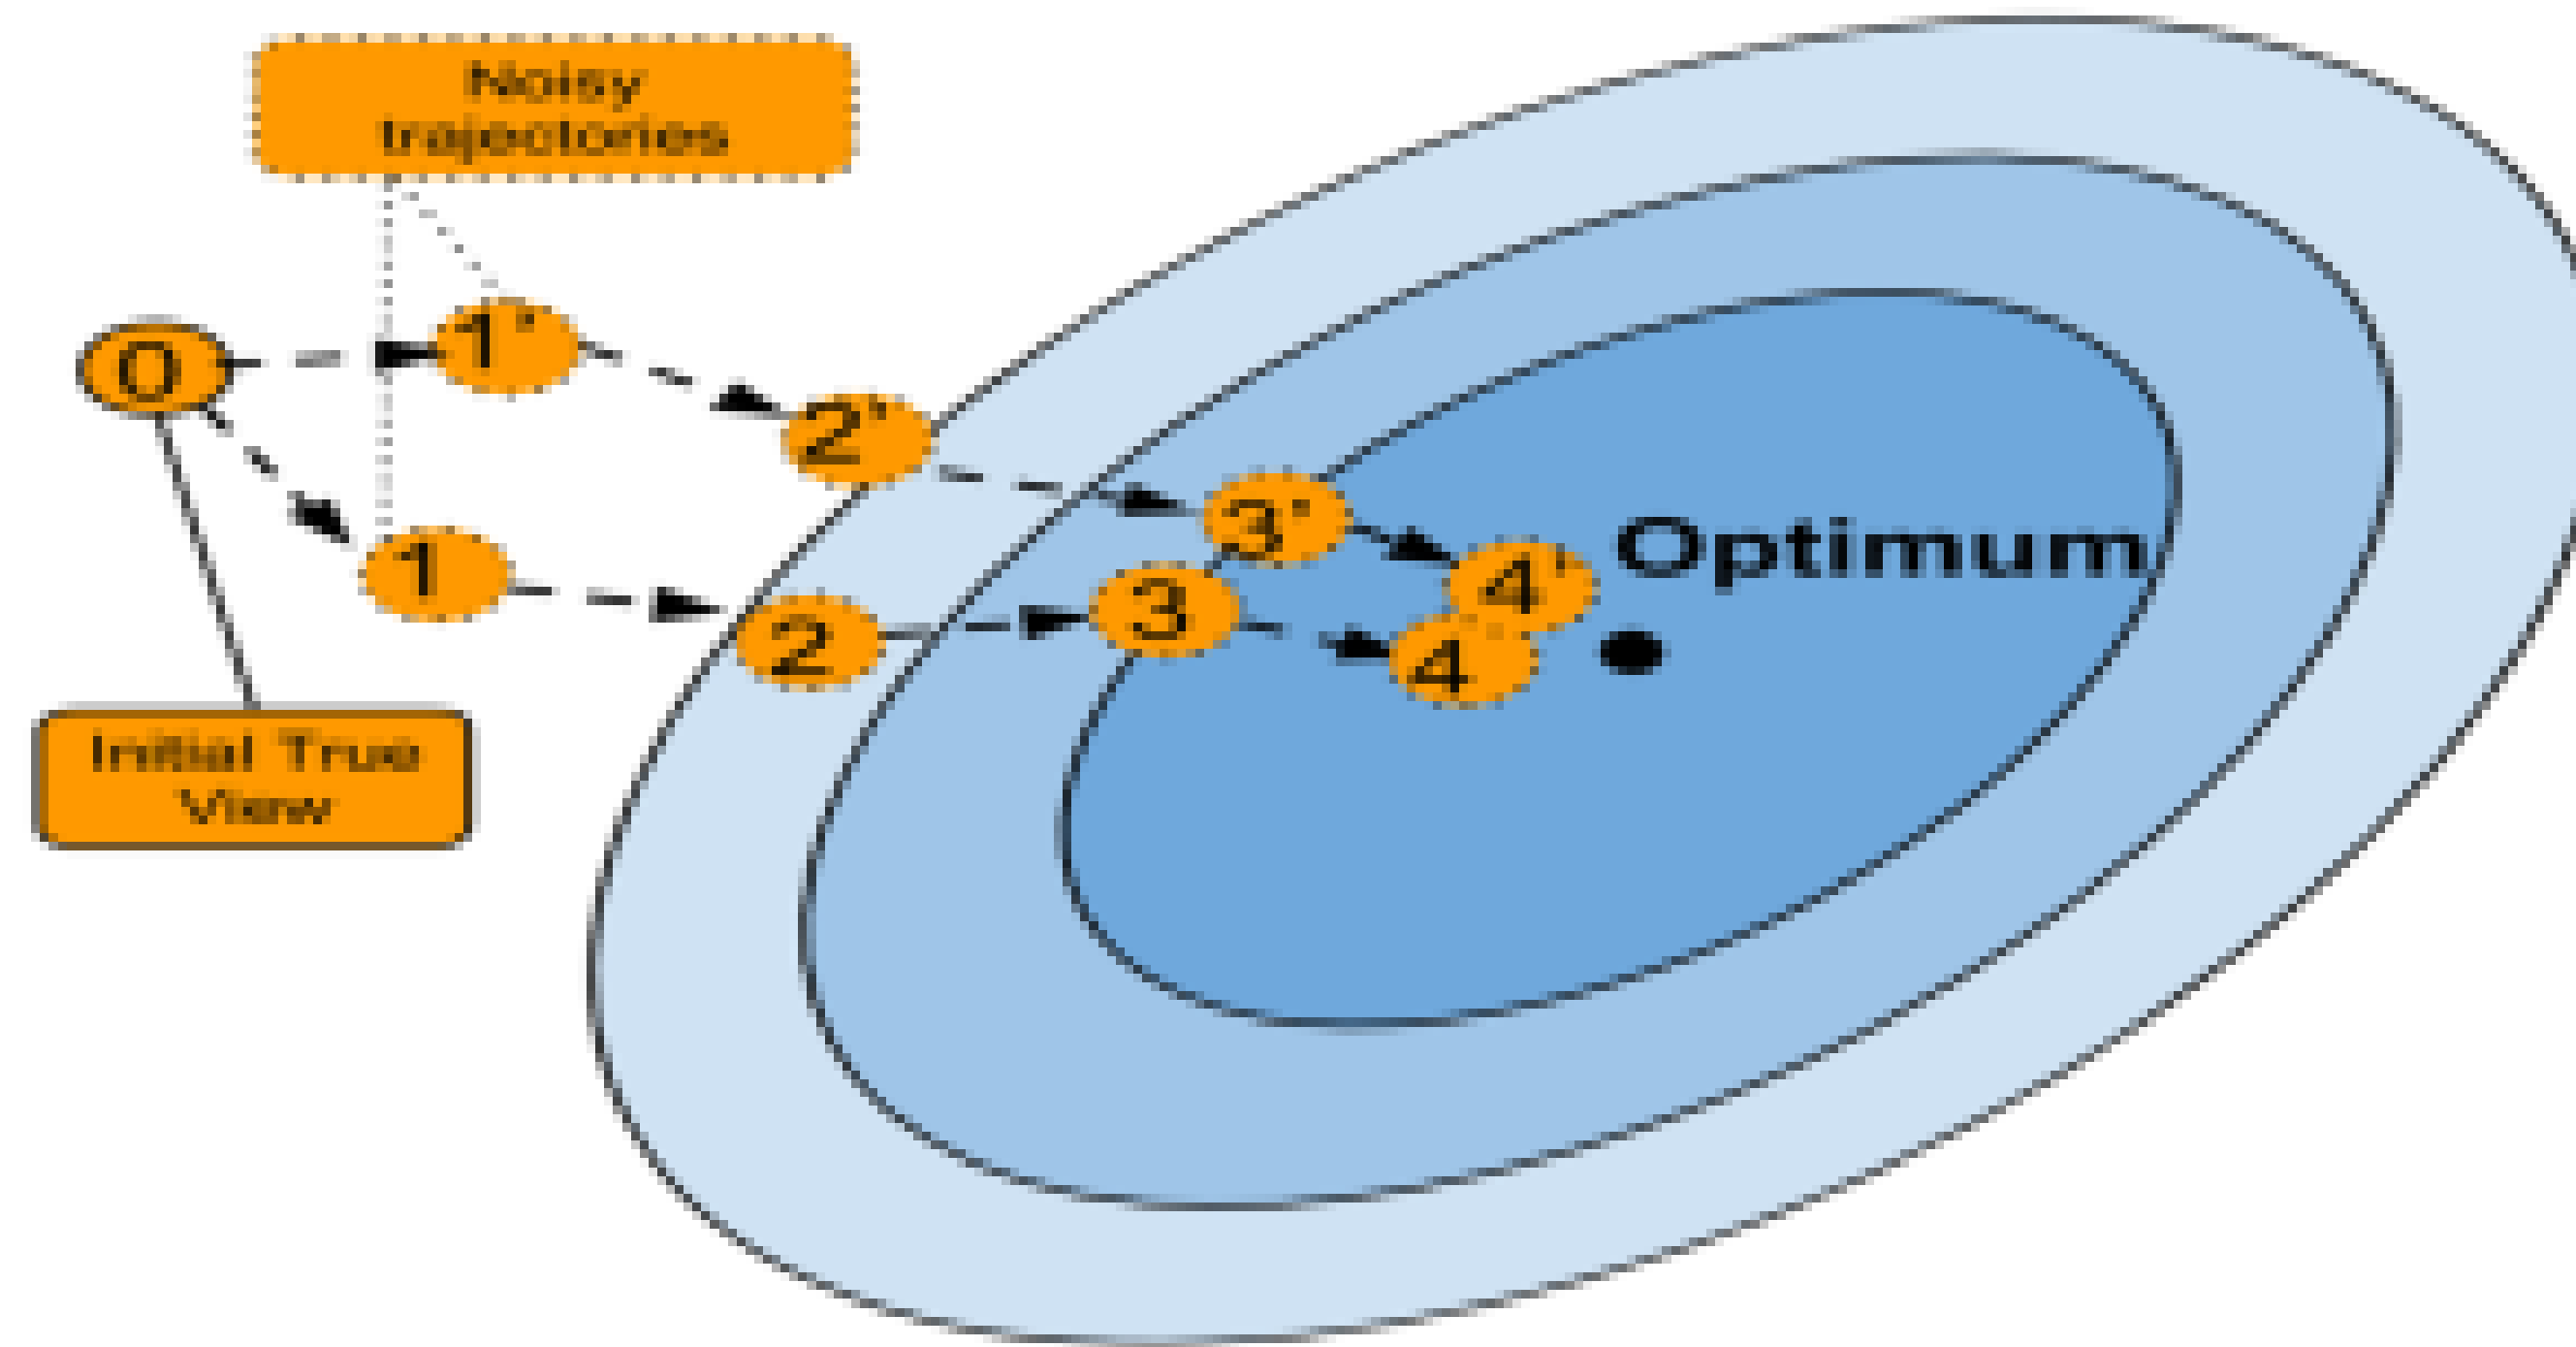 Noisy
trajectories
0
1'
2'
3'
4'
Optimum
1
2
3
4
Initial True
View